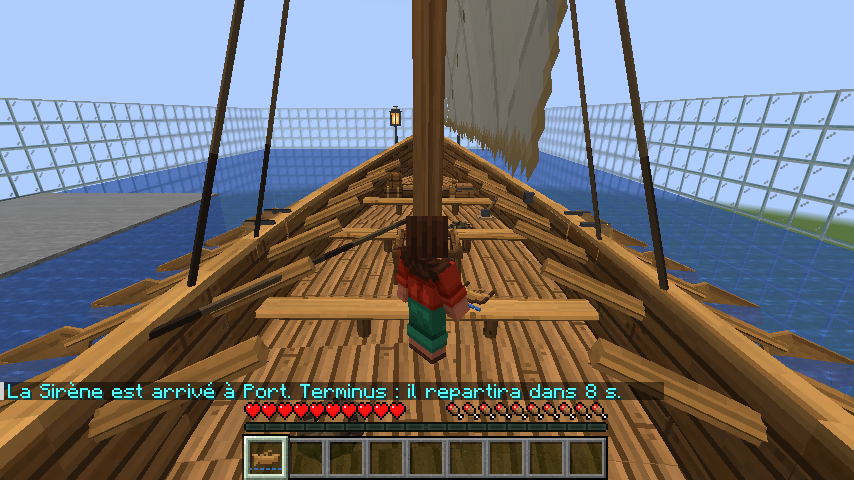 La Sirène est arrivé à Port. Terminus : il repartira dans 8 s.